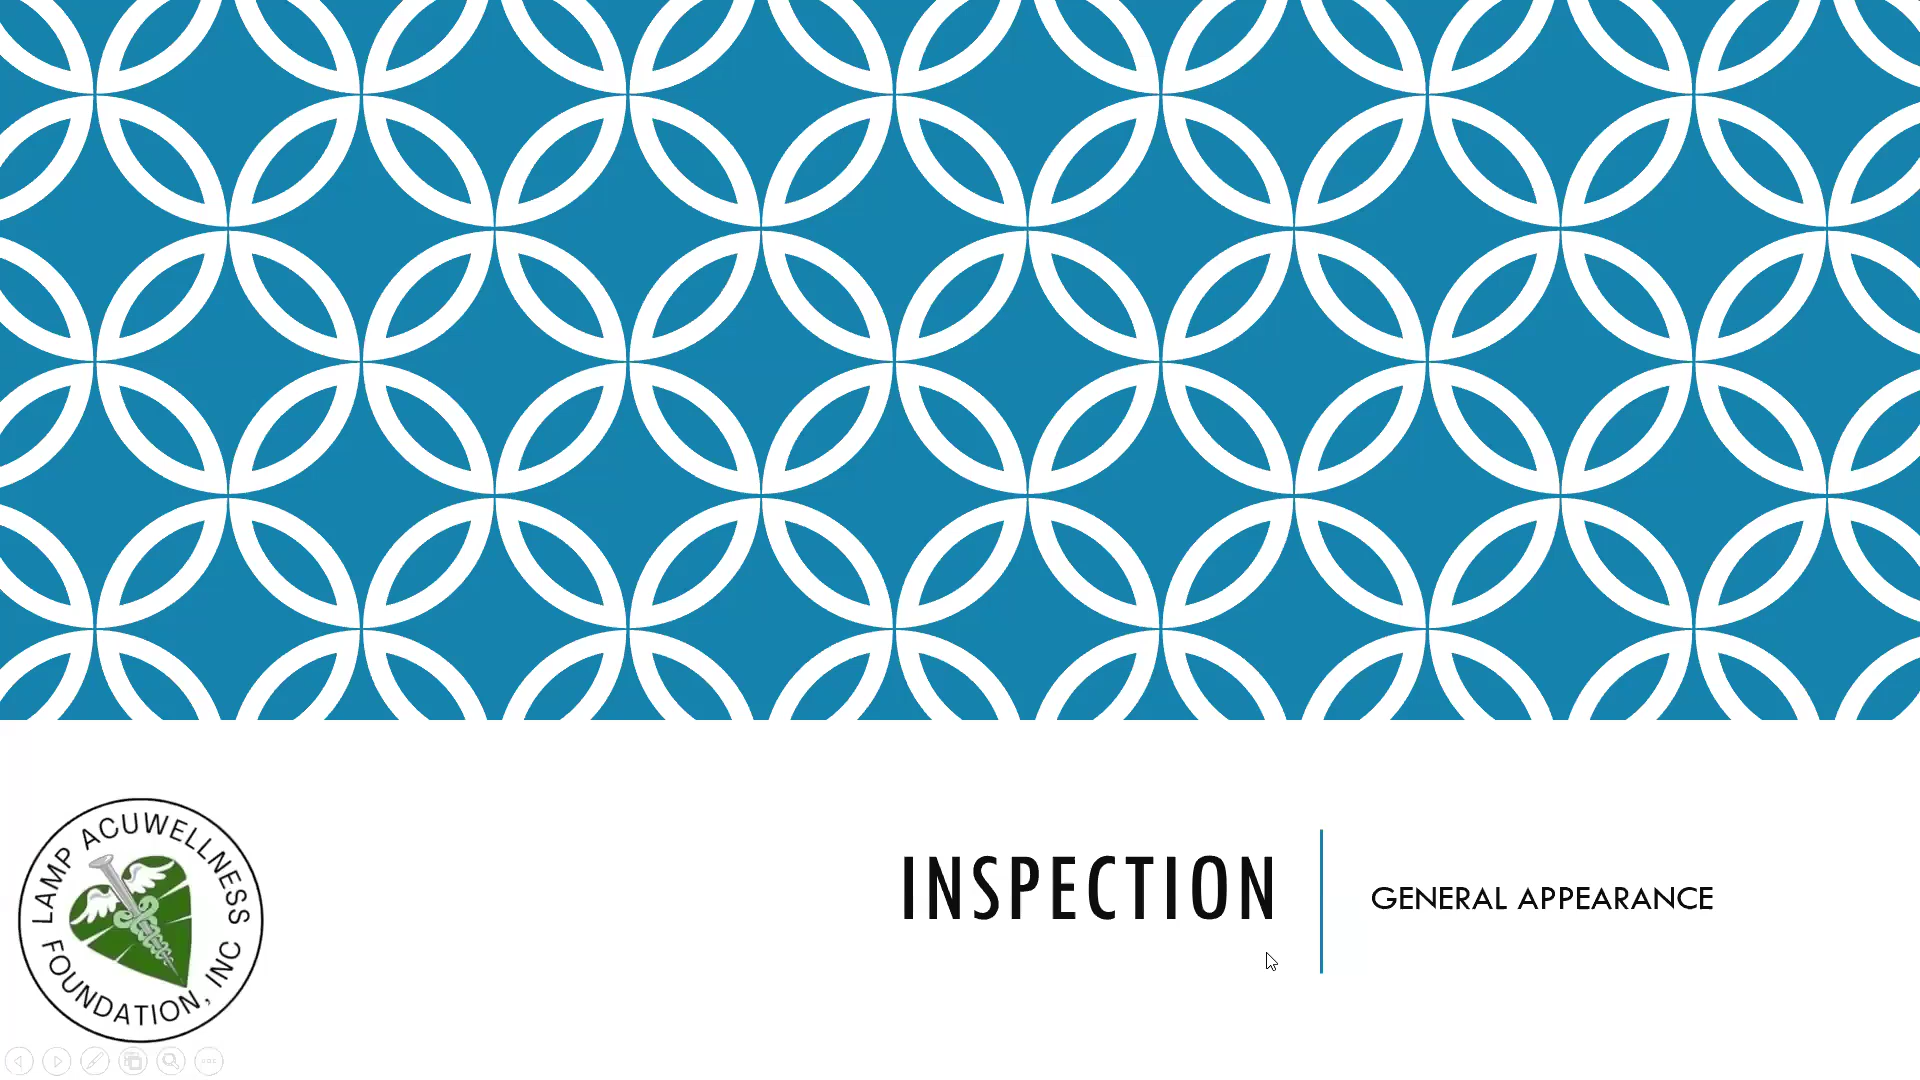 INSPECTION
GENERAL APPEARANCE
LAMP ACUWELLNESS
FOUNDATION, INC